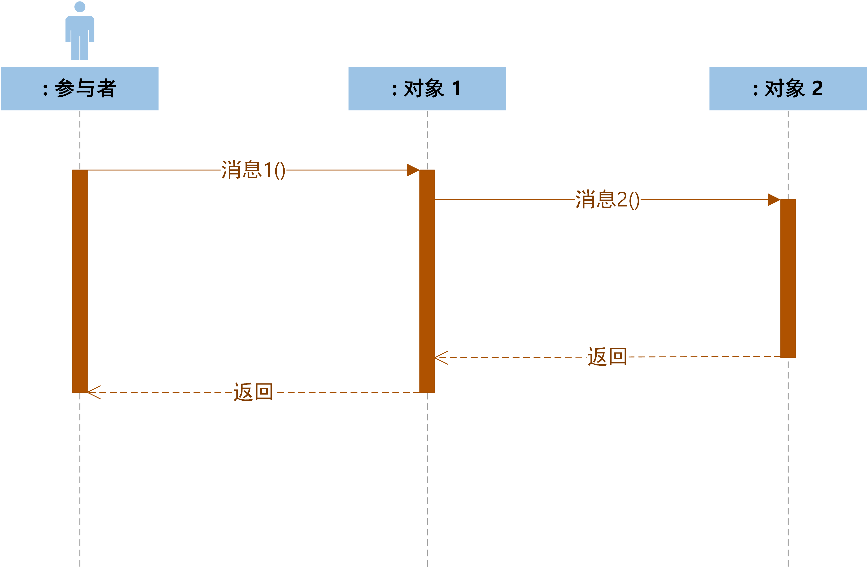 : 参与者
: 对象 1
: 对象 2
消息1()
消息2()
返回
返回